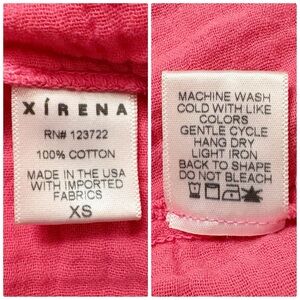 XÍRENA
RN# 123722
100% COTTON
MADE IN THE USA
WITH IMPORTED
FABRICS
XS
MACHINE WASH
COLD WITH LIKE
COLORS
GENTLE CYCLE
HANG DRY
LIGHT IRON
BACK TO SHAPE
DO NOT BLEACH